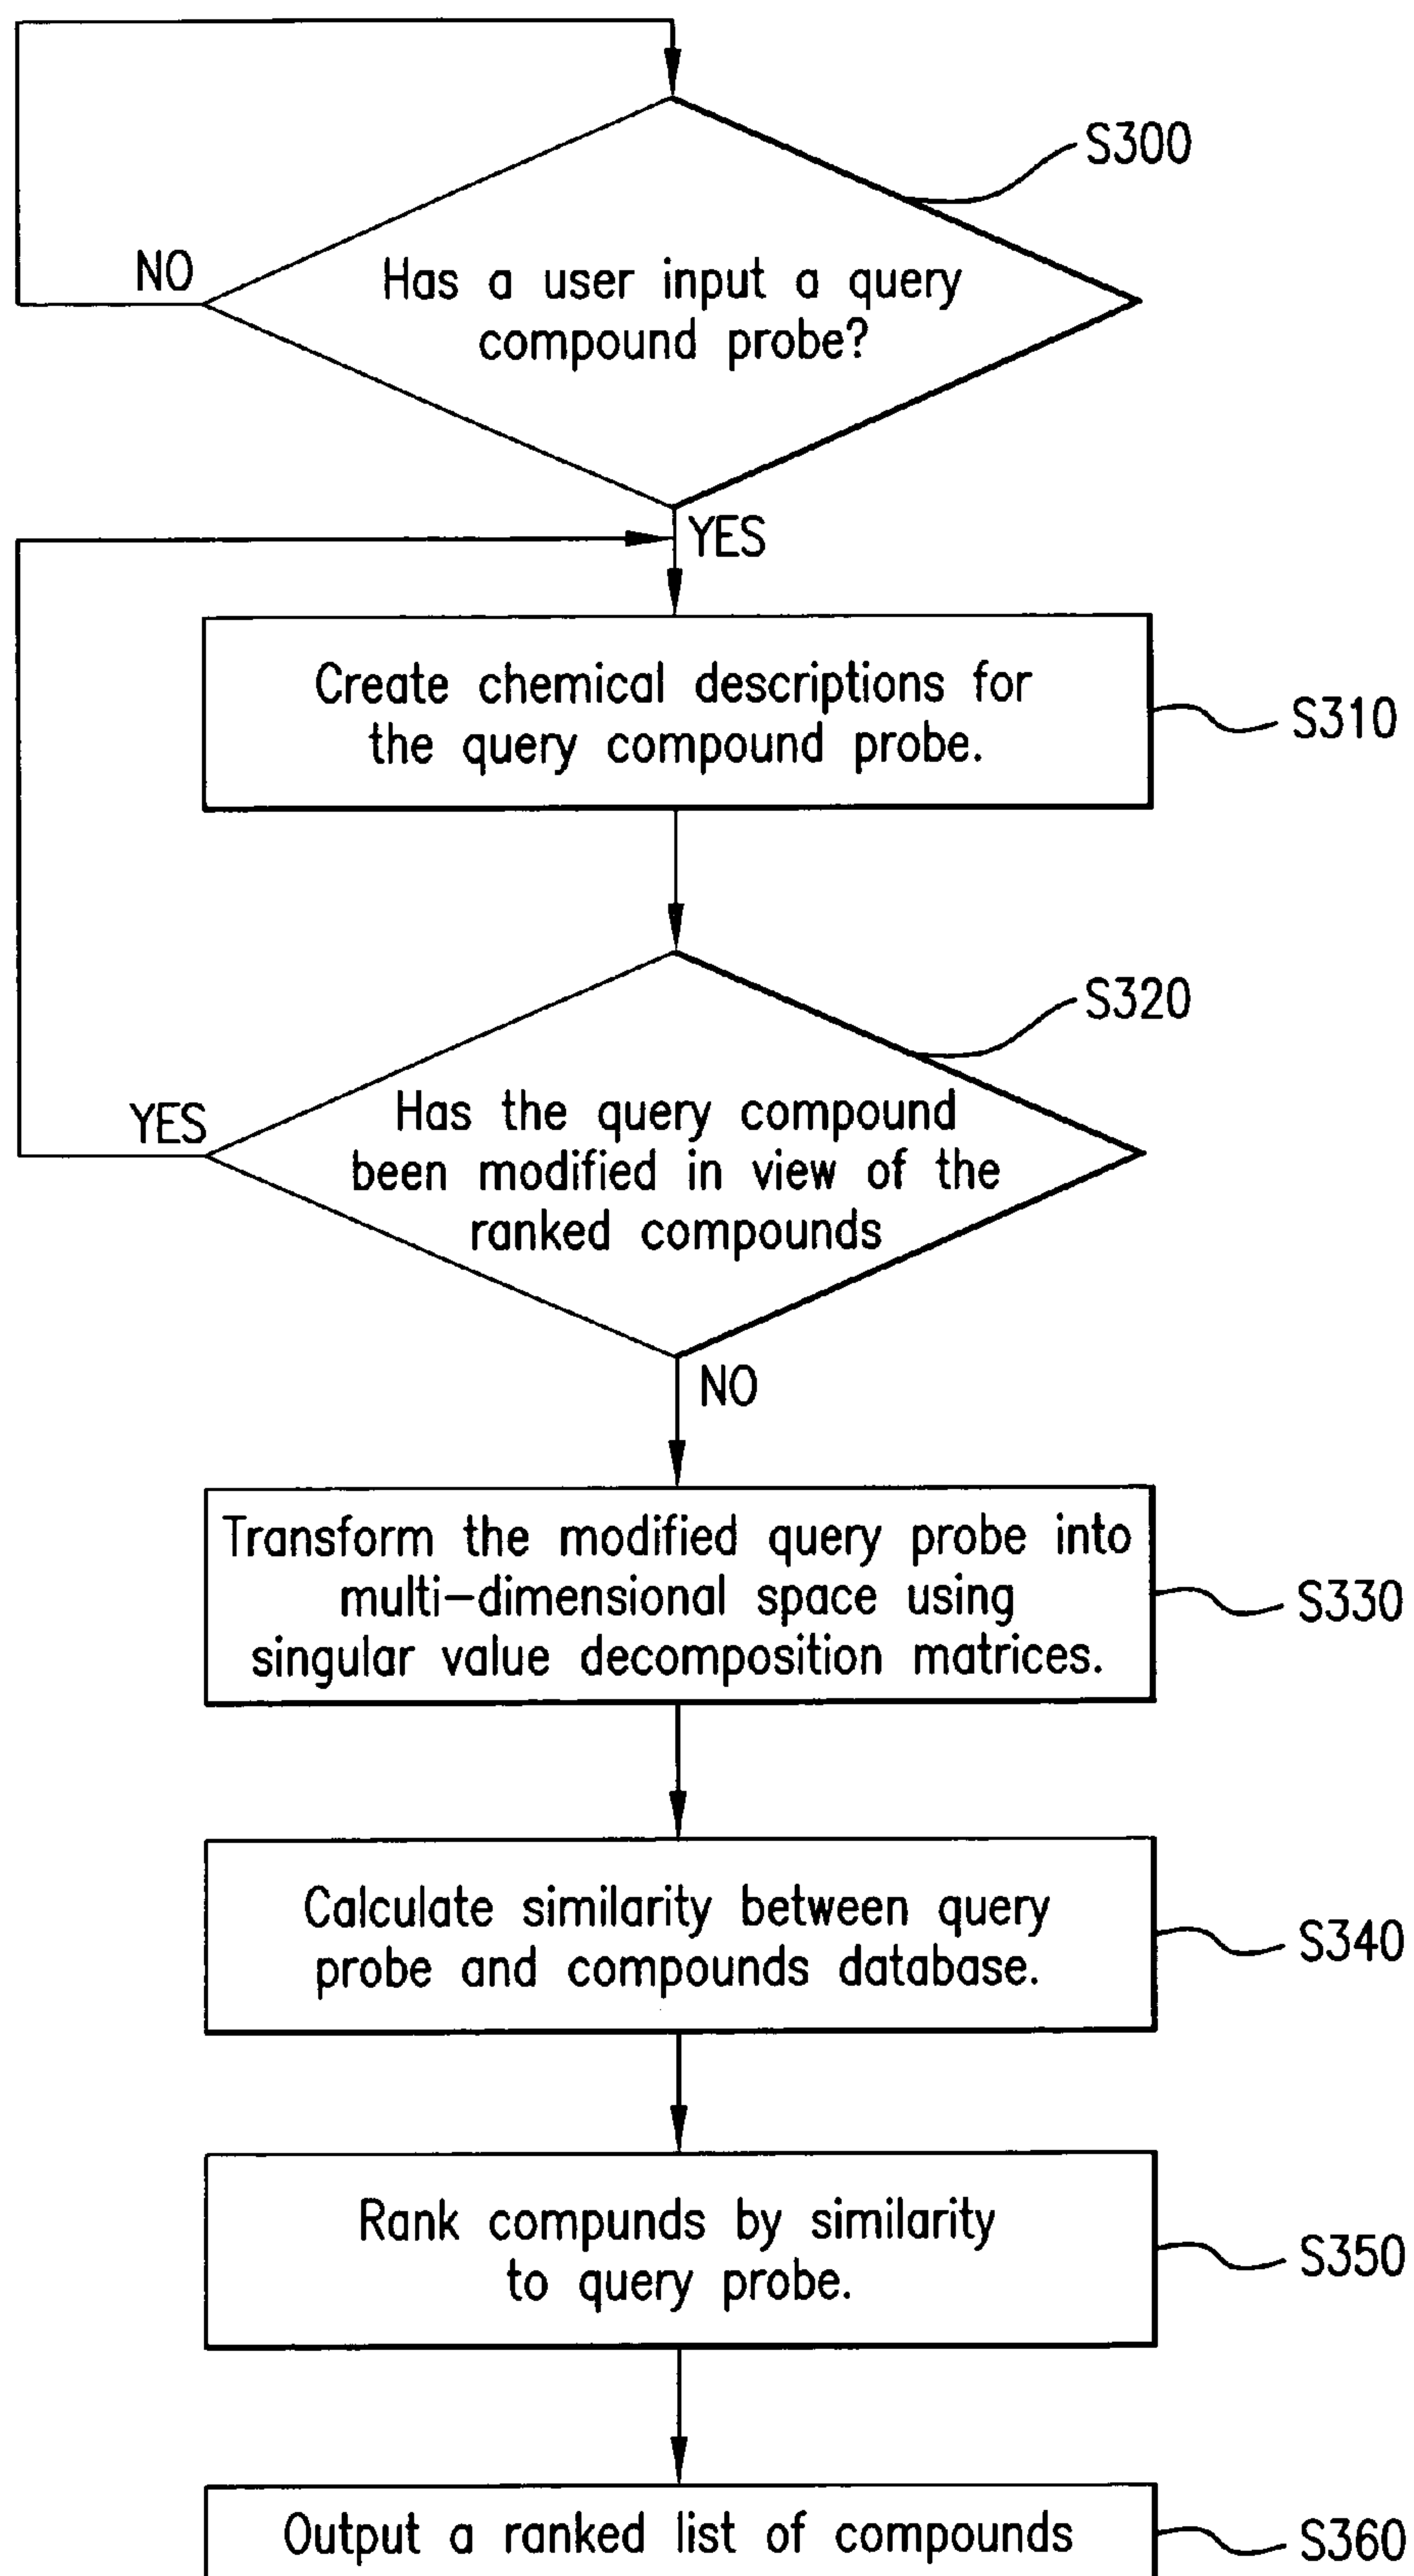 S300
NO
Has a user input a query
compound probe?
YES
Create chemical descriptions for
the query compound probe.
S310
S320
YES
Has the query compound
been modified in view of the
ranked compounds
NO
Transform the modified query probe into
multi-dimensional space using
singular value decomposition matrices.
S330
Calculate similarity between query
probe and compounds database.
S340
Rank compunds by similarity
to query probe.
S350
Output a ranked list of compounds
S360